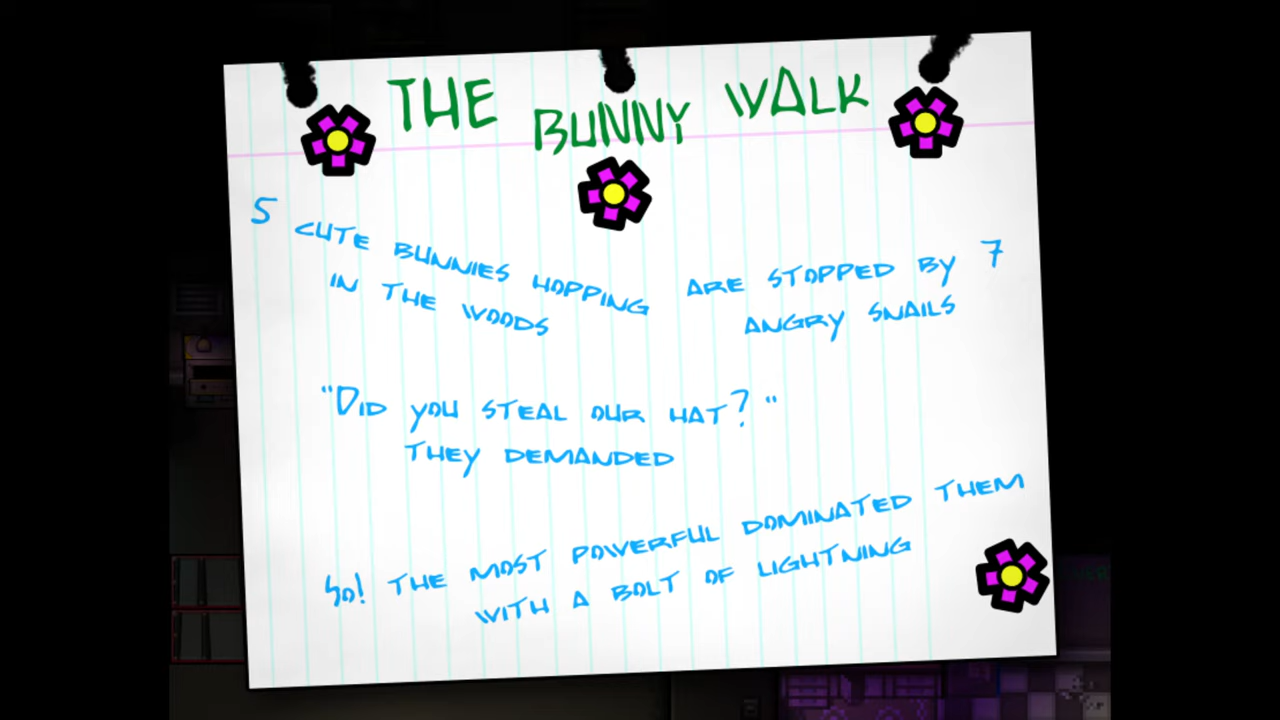 THE BUNNY WALK
5 CUTE BUNNIES HOPPING
IN THE WOODS
ARE STOPPED BY 7
ANGRY SNAILS
"DID YOU STEAL OUR HAT?"
THEY DEMANDED
SO! THE MOST POWERFUL DOMINATED THEM
WITH A BOLT OF LIGHTNING